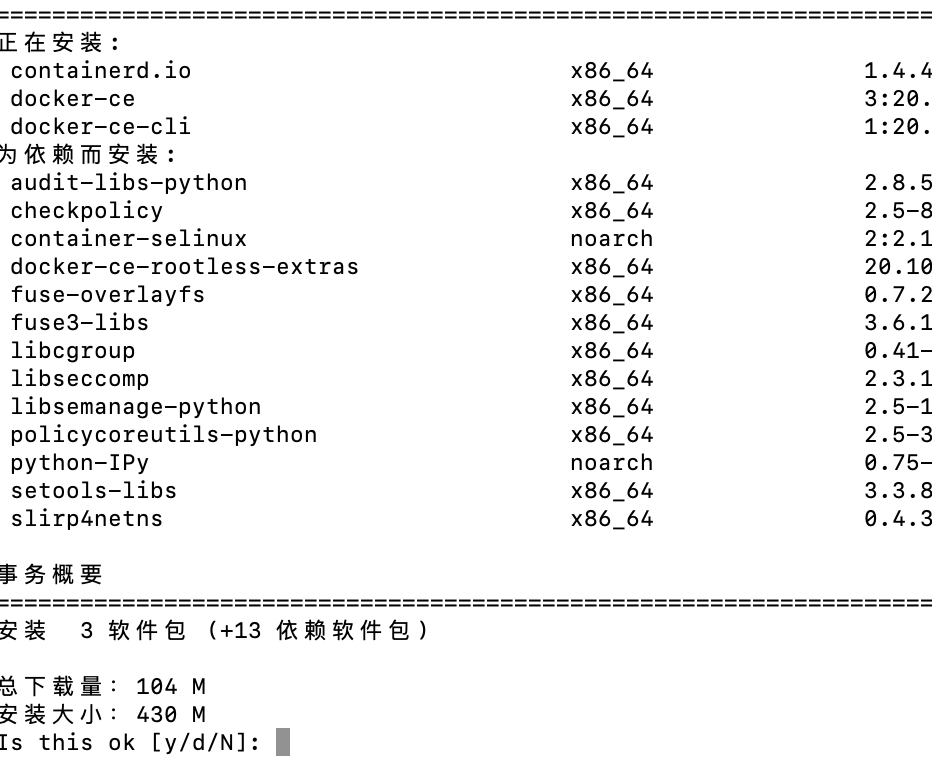 ================================================================
正在安装:
containerd.io x86_64 1.4.4
docker-ce x86_64 3:20.
docker-ce-cli x86_64 1:20.
为依赖而安装:
audit-libs-python x86_64 2.8.5
checkpolicy x86_64 2.5-8
container-selinux noarch 2:2.1
docker-ce-rootless-extras x86_64 20.10
fuse-overlayfs x86_64 0.7.2
fuse3-libs x86_64 3.6.1
libcgroup x86_64 0.41-
libseccomp x86_64 2.3.1
libsemanage-python x86_64 2.5-1
policycoreutils-python x86_64 2.5-3
python-IPy noarch 0.75-
setools-libs x86_64 3.3.8
slirp4netns x86_64 0.4.3
事务概要
================================================================
安装 3 软件包 (+13 依赖软件包)
总下载量：104 M
安装大小：430 M
Is this ok [y/d/N]: